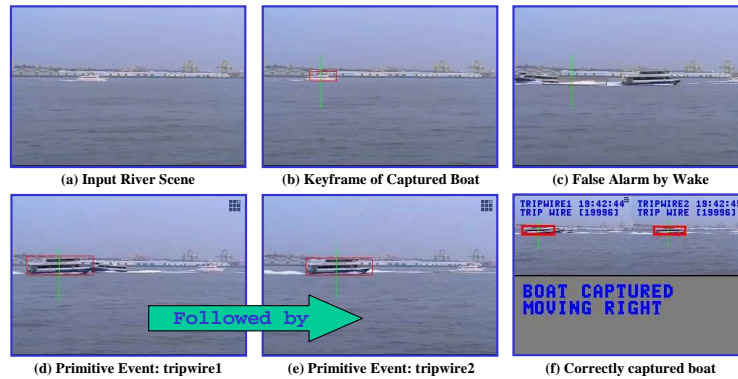 (a) Input River Scene
(b) Keyframe of Captured Boat
(c) False Alarm by Wake
TRIPWIRE1 19:42:44
TRIP WIRE [19996]
TRIPWIRE2 19:42:4
TRIP WIRE [19996]
Followed by
BOAT CAPTURED
MOVING RIGHT
(d) Primitive Event: tripwire1
(e) Primitive Event: tripwire2
(f) Correctly captured boat